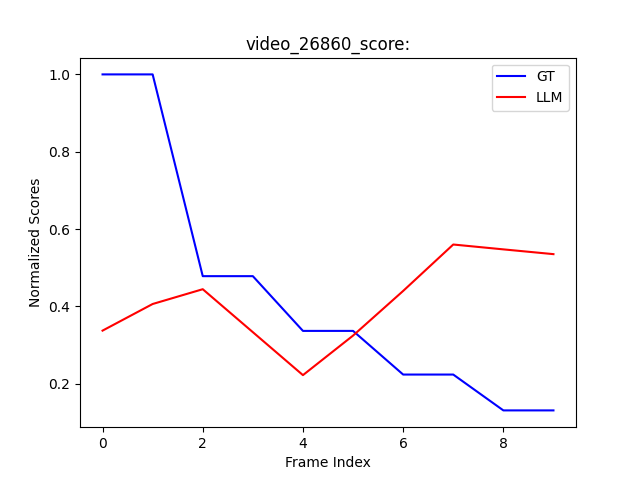 video_26860_score:
GT
LLM
Normalized Scores
1.0
0.8
0.6
0.4
0.2
0 2 4 6 8
Frame Index